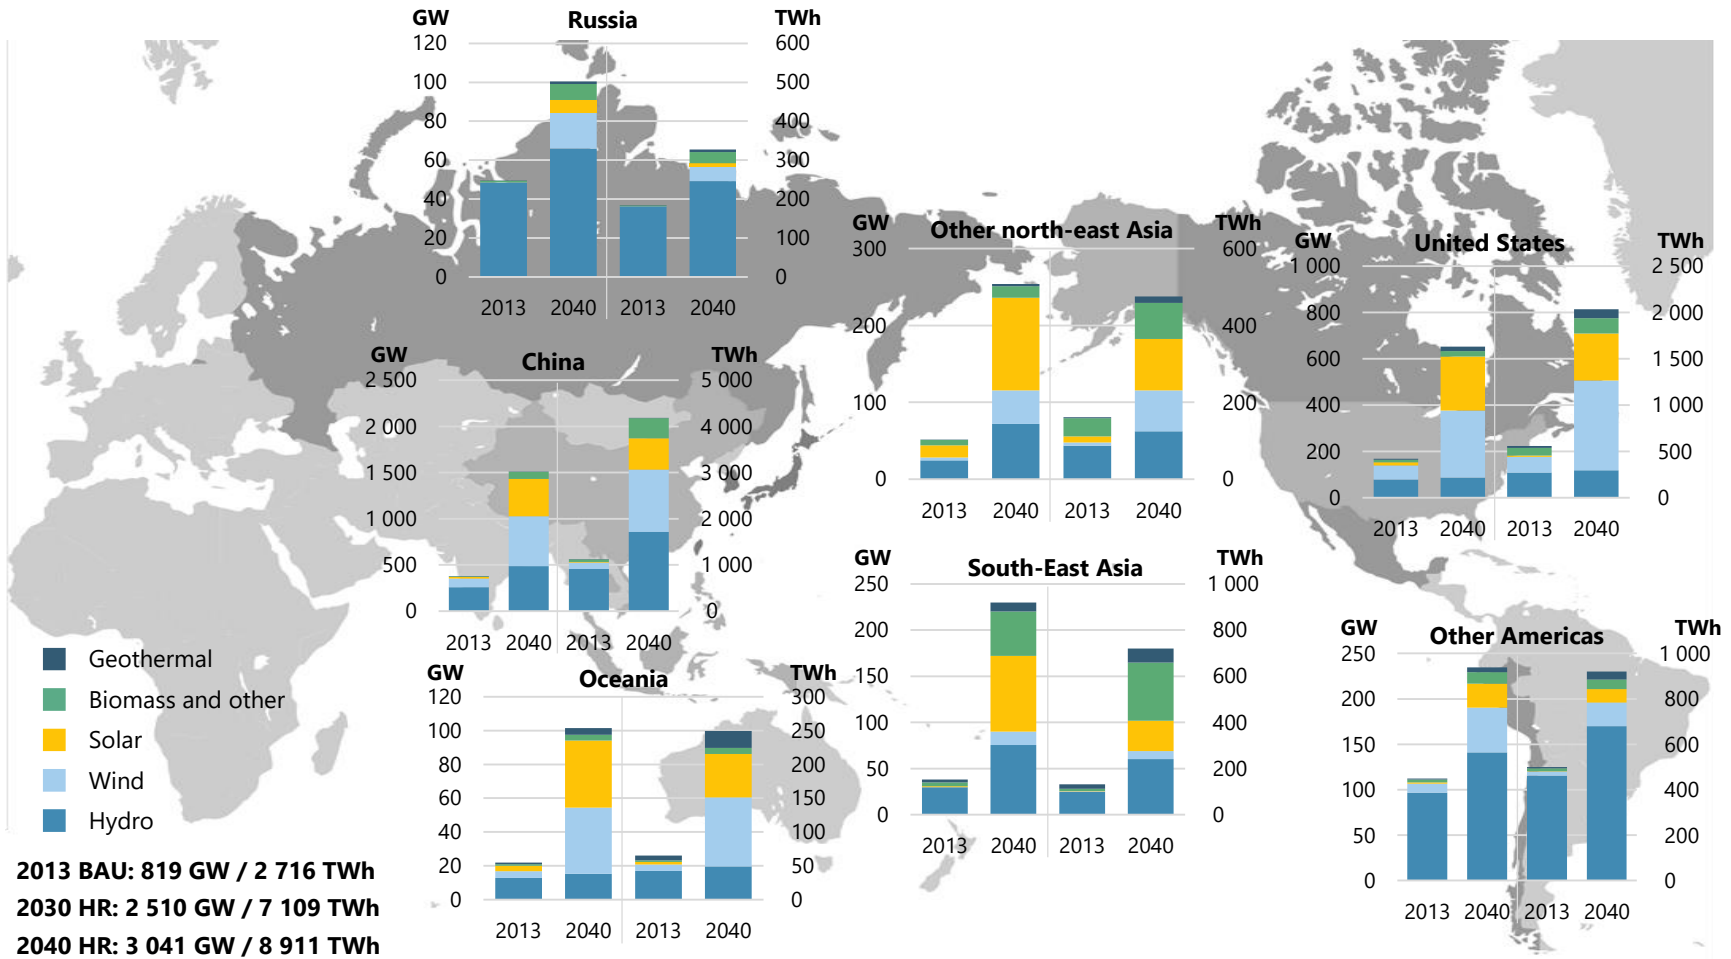 GW Russia TWh
120 600
100 500
80 400
60 300
40 200
20 100
0 0
2013 2040 2013 2040
GW Other north-east Asia TWh
300 600
200 400
100 200
0 0
2013 2040 2013 2040
GW United States TWh
1 000 2 500
800 2 000
600 1 500
400 1 000
200 500
0 0
2013 2040 2013 2040
GW China TWh
2 500 5 000
2 000 4 000
1 500 3 000
1 000 2 000
500 1 000
0 0
2013 2040 2013 2040
GW South-East Asia TWh
250 1 000
200 800
150 600
100 400
50 200
0 0
2013 2040 2013 2040
GW Other Americas TWh
250 1 000
200 800
150 600
100 400
50 200
0 0
2013 2040 2013 2040
GW Oceania TWh
120 300
100 250
80 200
60 150
40 100
20 50
0 0
2013 2040 2013 2040
Geothermal
Biomass and other
Solar
Wind
Hydro
2013 BAU: 819 GW / 2 716 TWh
2030 HR: 2 510 GW / 7 109 TWh
2040 HR: 3 041 GW / 8 911 TWh